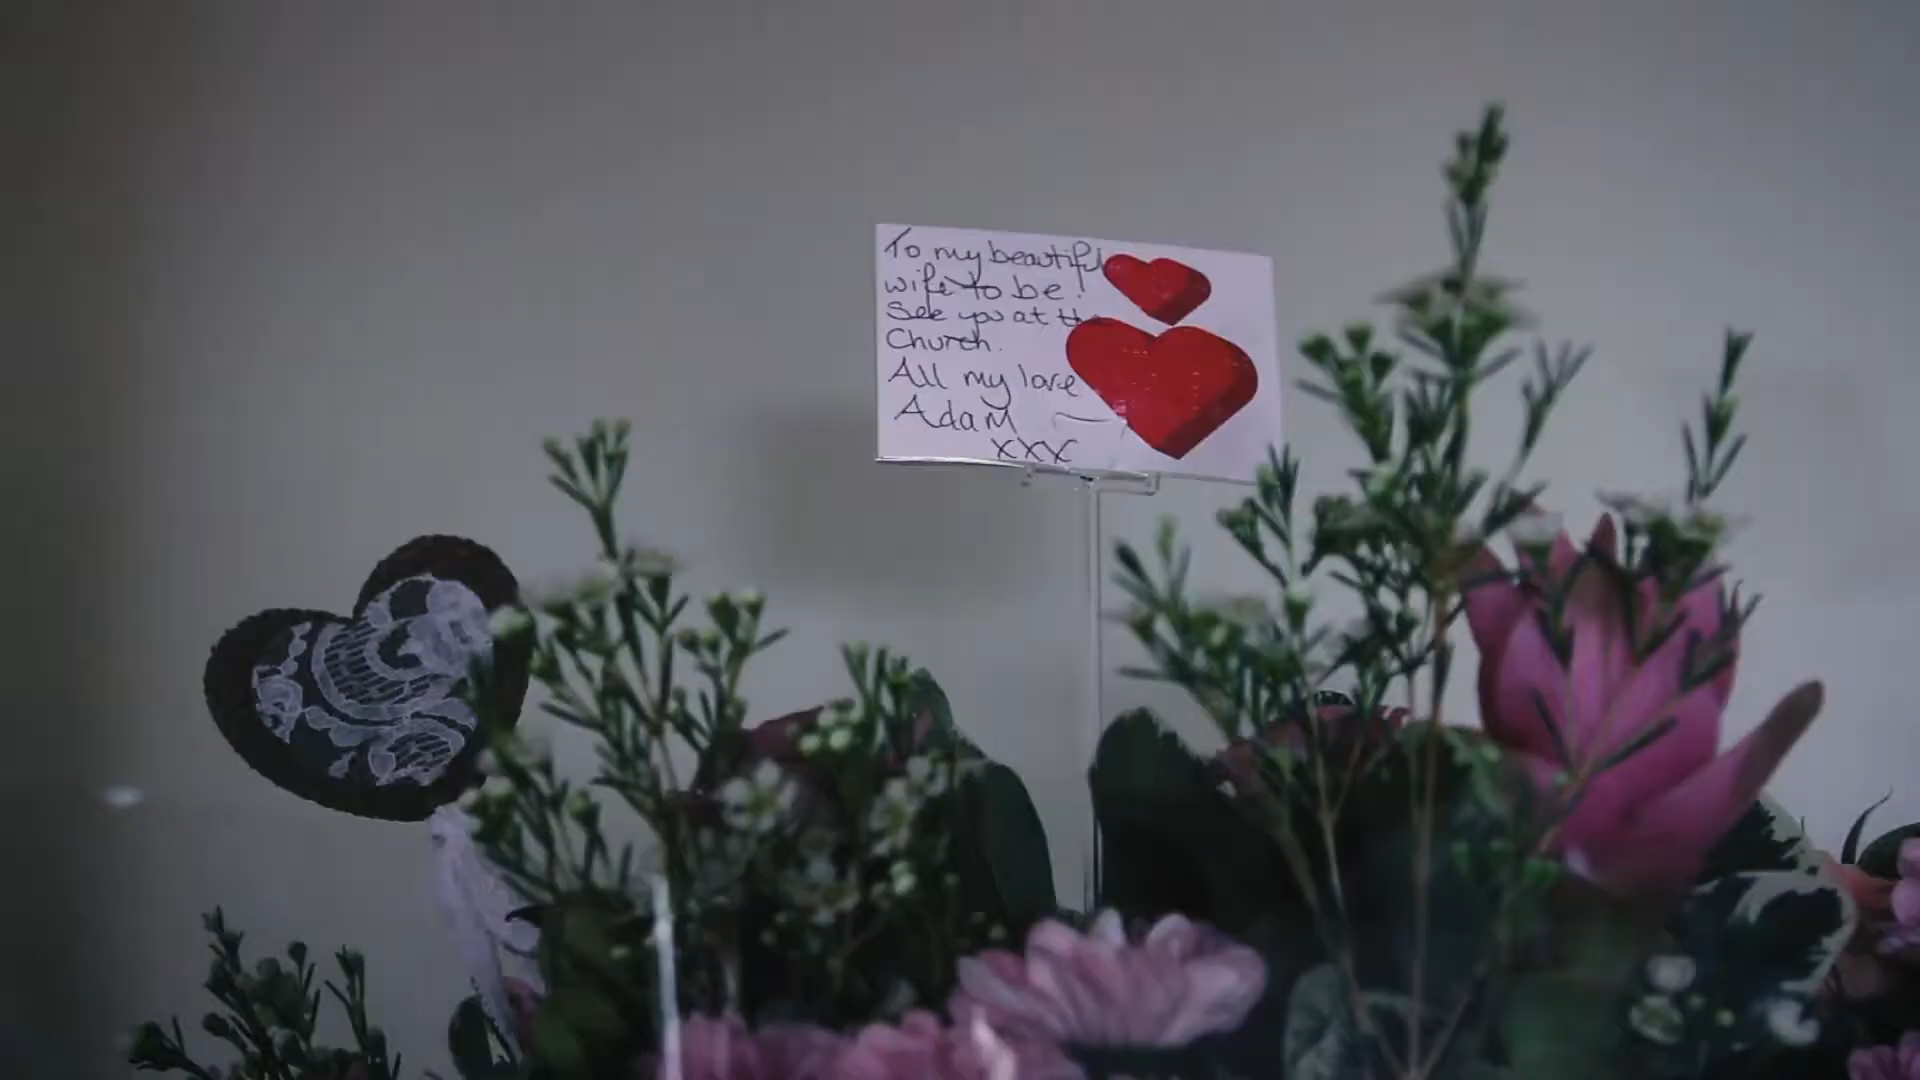 To my beautiful
wife to be!
See you at the
Church.
All my love
Adam
xxx